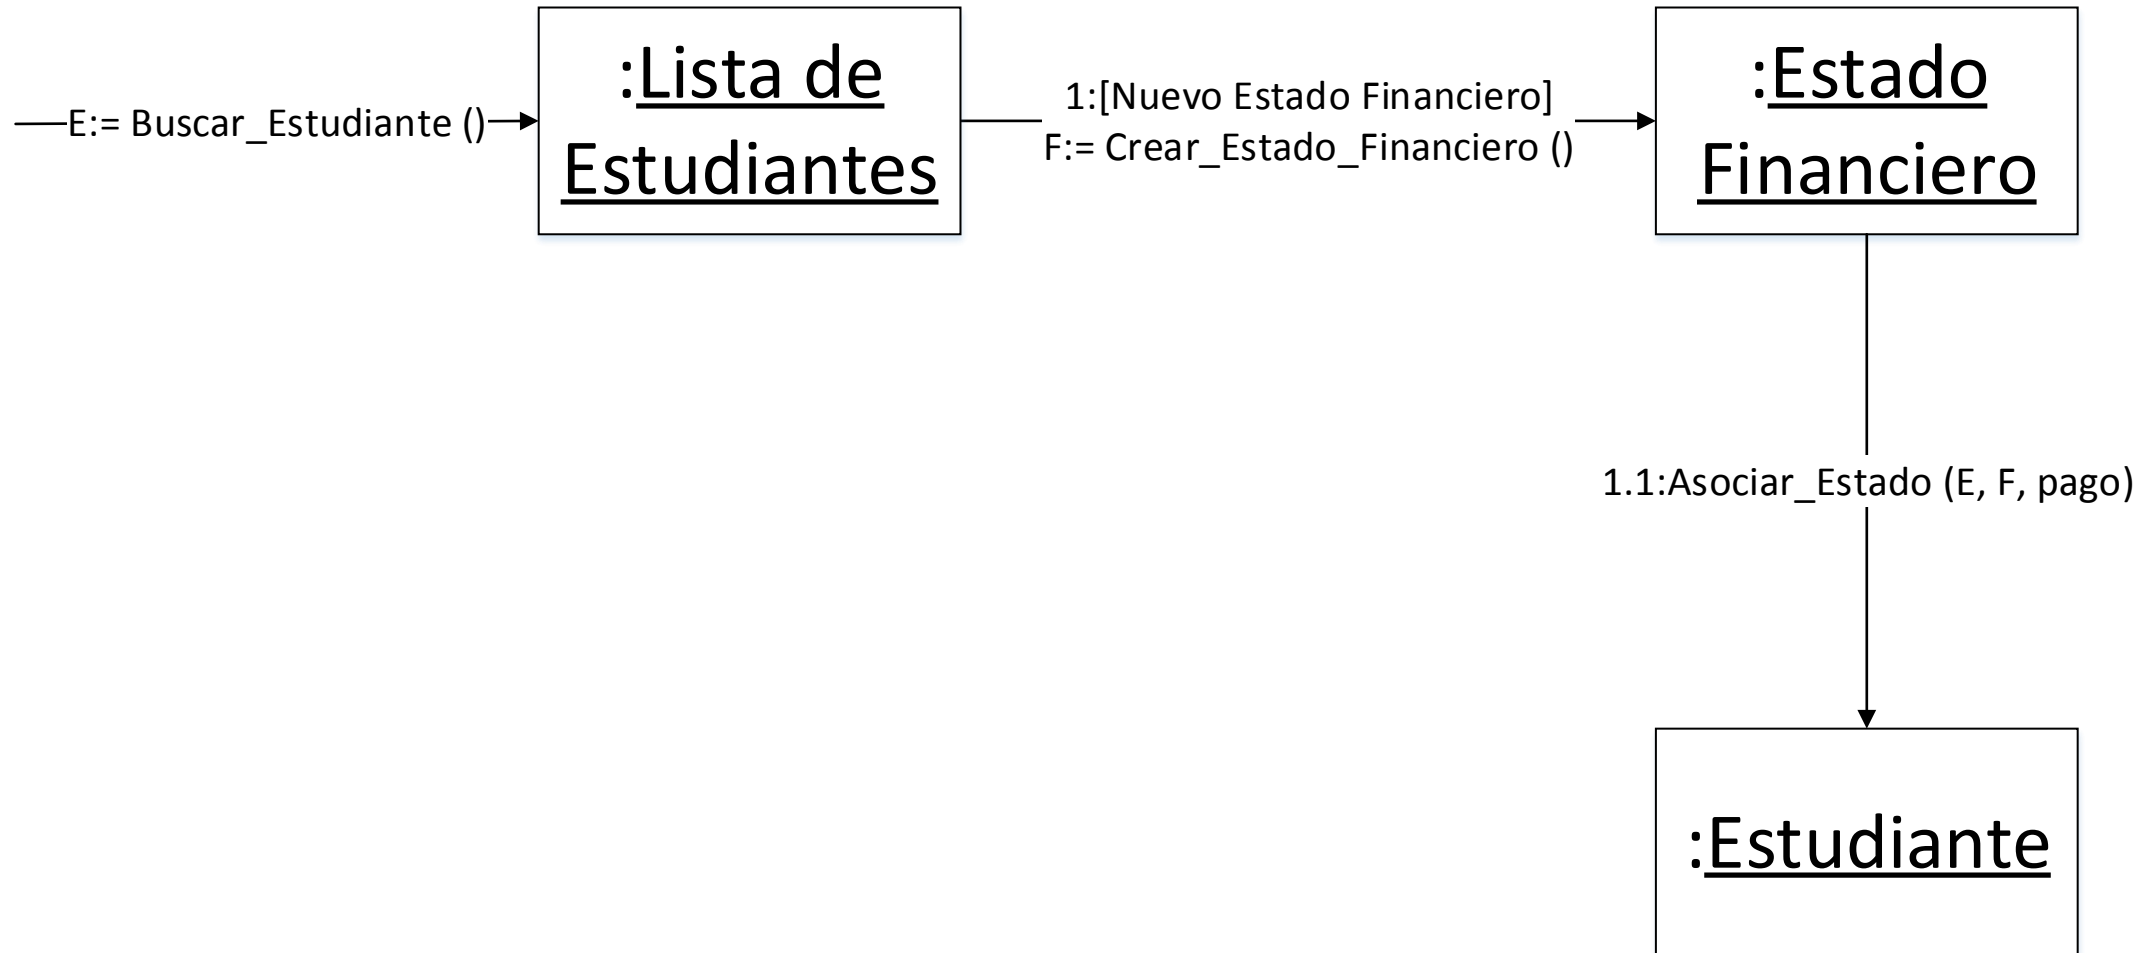 E:= Buscar_Estudiante ()
:Lista de
Estudiantes
1:[Nuevo Estado Financiero]
F:= Crear_Estado_Financiero ()
:Estado
Financiero
1.1:Asociar_Estado (E, F, pago)
:Estudiante